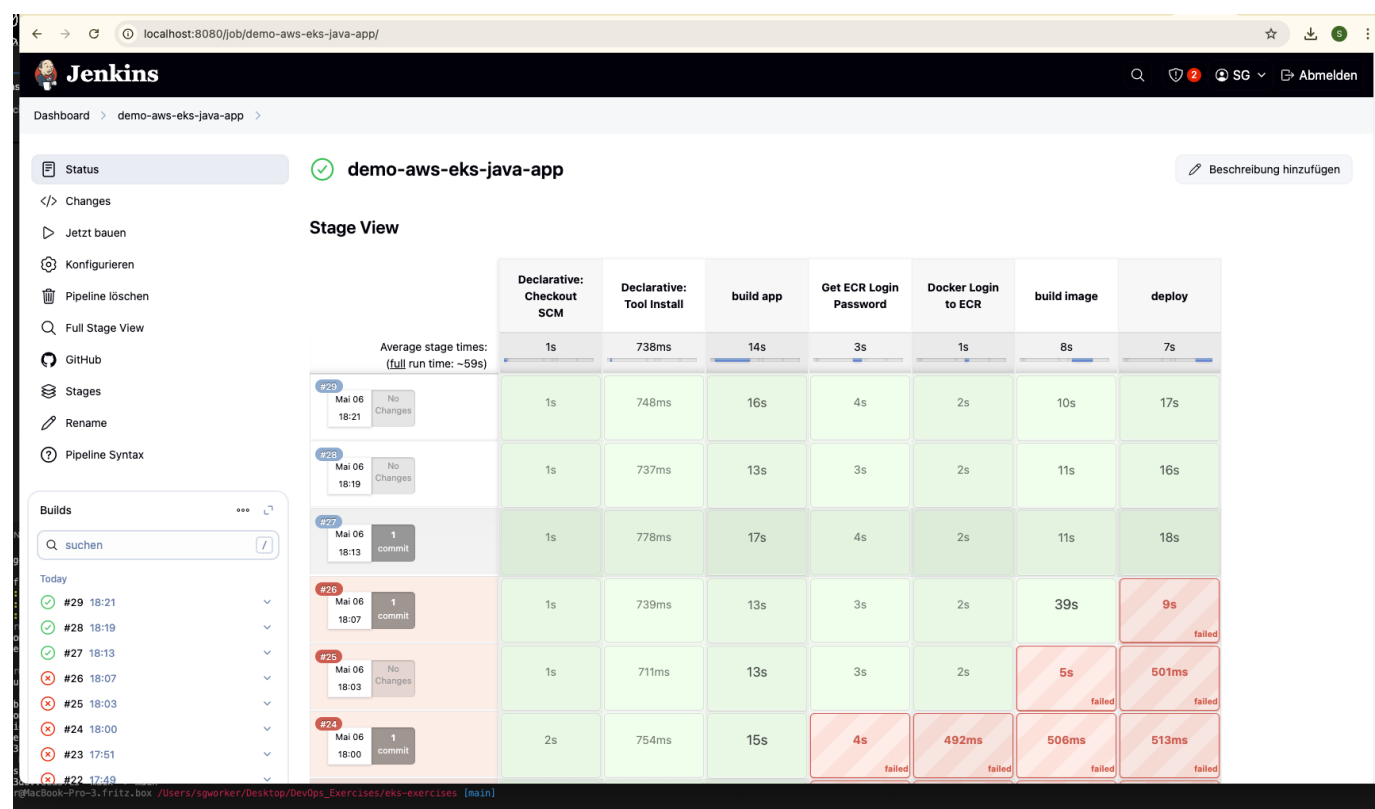 localhost:8080/job/demo-aws-eks-java-app/
S
Jenkins
2
SG
Abmelden
Dashboard > demo-aws-eks-java-app >
Status
</> Changes
Jetzt bauen
Konfigurieren
Pipeline löschen
Full Stage View
GitHub
Stages
Rename
Pipeline Syntax
Builds
suchen /
Today
#29 18:21
#28 18:19
#27 18:13
#26 18:07
#25 18:03
#24 18:00
#23 17:51
#22 17:49
demo-aws-eks-java-app
Beschreibung hinzufügen
Stage View
Declarative: Checkout SCM
Declarative: Tool Install
build app
Get ECR Login Password
Docker Login to ECR
build image
deploy
Average stage times: 1s 738ms 14s 3s 1s 8s 7s
(full run time: ~59s)
#29
Mai 06 No
18:21 Changes
1s 748ms 16s 4s 2s 10s 17s
#28
Mai 06 No
18:19 Changes
1s 737ms 13s 3s 2s 11s 16s
#27
Mai 06 1
18:13 commit
1s 778ms 17s 4s 2s 11s 18s
#26
Mai 06 1
18:07 commit
1s 739ms 13s 3s 2s 39s 9s
failed
#25
Mai 06 No
18:03 Changes
1s 711ms 13s 3s 2s 5s 501ms
failed failed
#24
Mai 06 1
18:00 commit
2s 754ms 15s 4s 492ms 506ms 513ms
failed failed failed failed
r@MacBook-Pro-3.fritz.box /Users/sgworker/Desktop/DevOps_Exercises/eks-exercises [main]